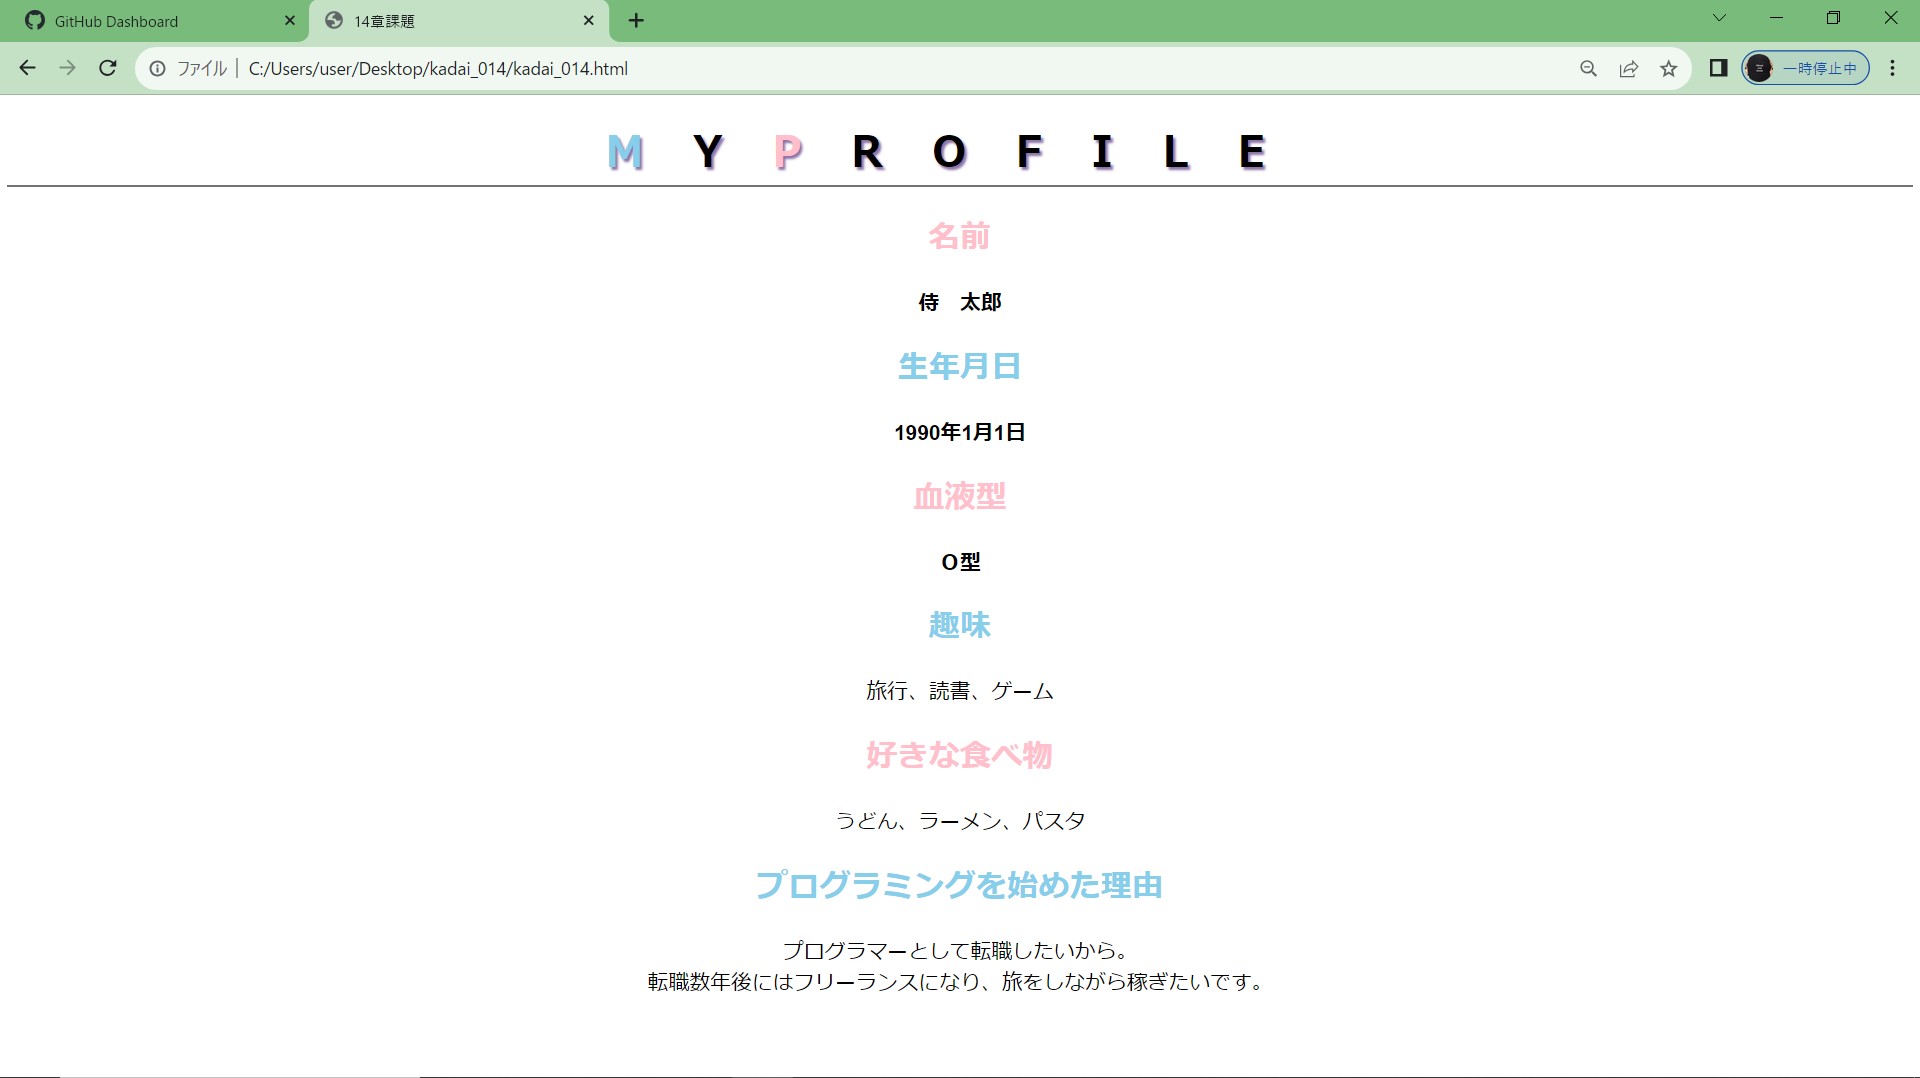 GitHub Dashboard
14章課題
ファイル
C:/Users/user/Desktop/kadai_014/kadai_014.html
一時停止中
M Y P R O F I L E
名前
侍　太郎
生年月日
1990年1月1日
血液型
O型
趣味
旅行、読書、ゲーム
好きな食べ物
うどん、ラーメン、パスタ
プログラミングを始めた理由
プログラマーとして転職したいから。
転職数年後にはフリーランスになり、旅をしながら稼ぎたいです。